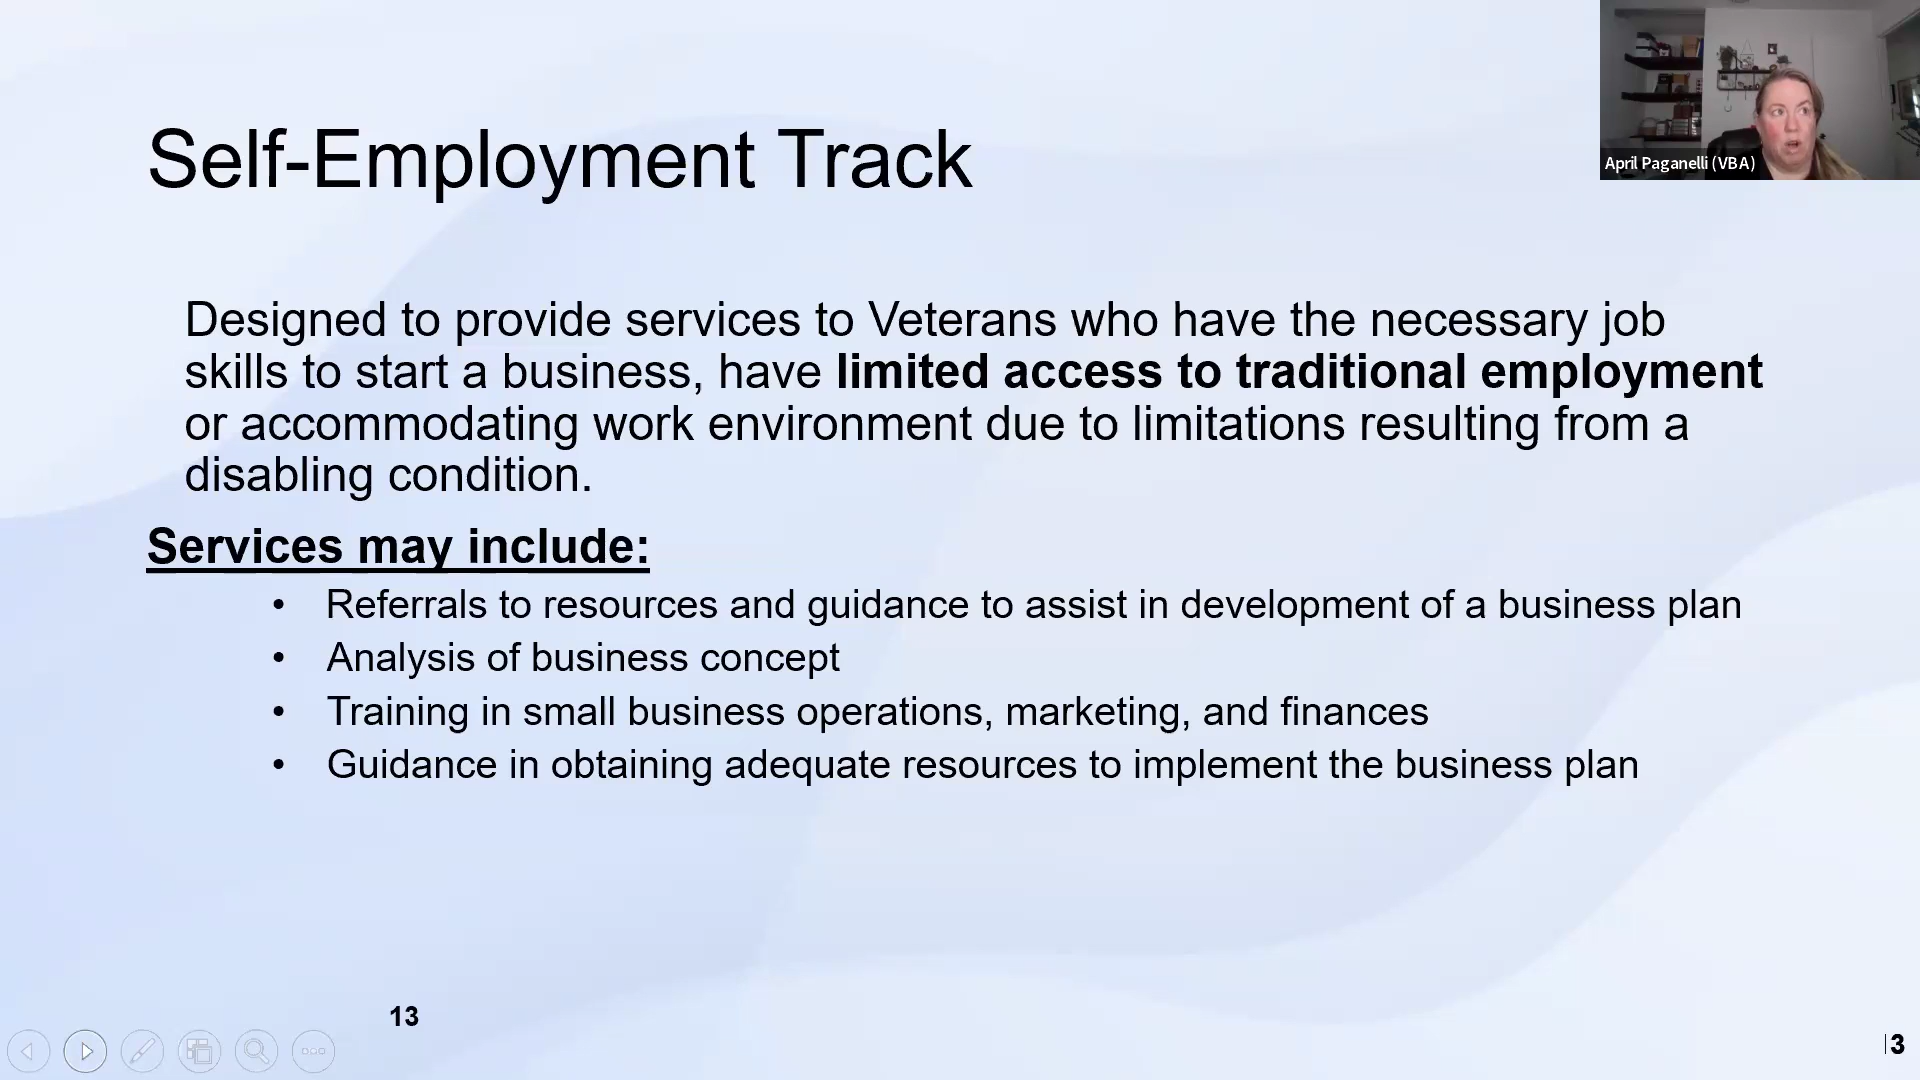 Self-Employment Track
April Paganelli (VBA)
Designed to provide services to Veterans who have the necessary job
skills to start a business, have limited access to traditional employment
or accommodating work environment due to limitations resulting from a
disabling condition.
Services may include:
• Referrals to resources and guidance to assist in development of a business plan
• Analysis of business concept
• Training in small business operations, marketing, and finances
• Guidance in obtaining adequate resources to implement the business plan
13
3